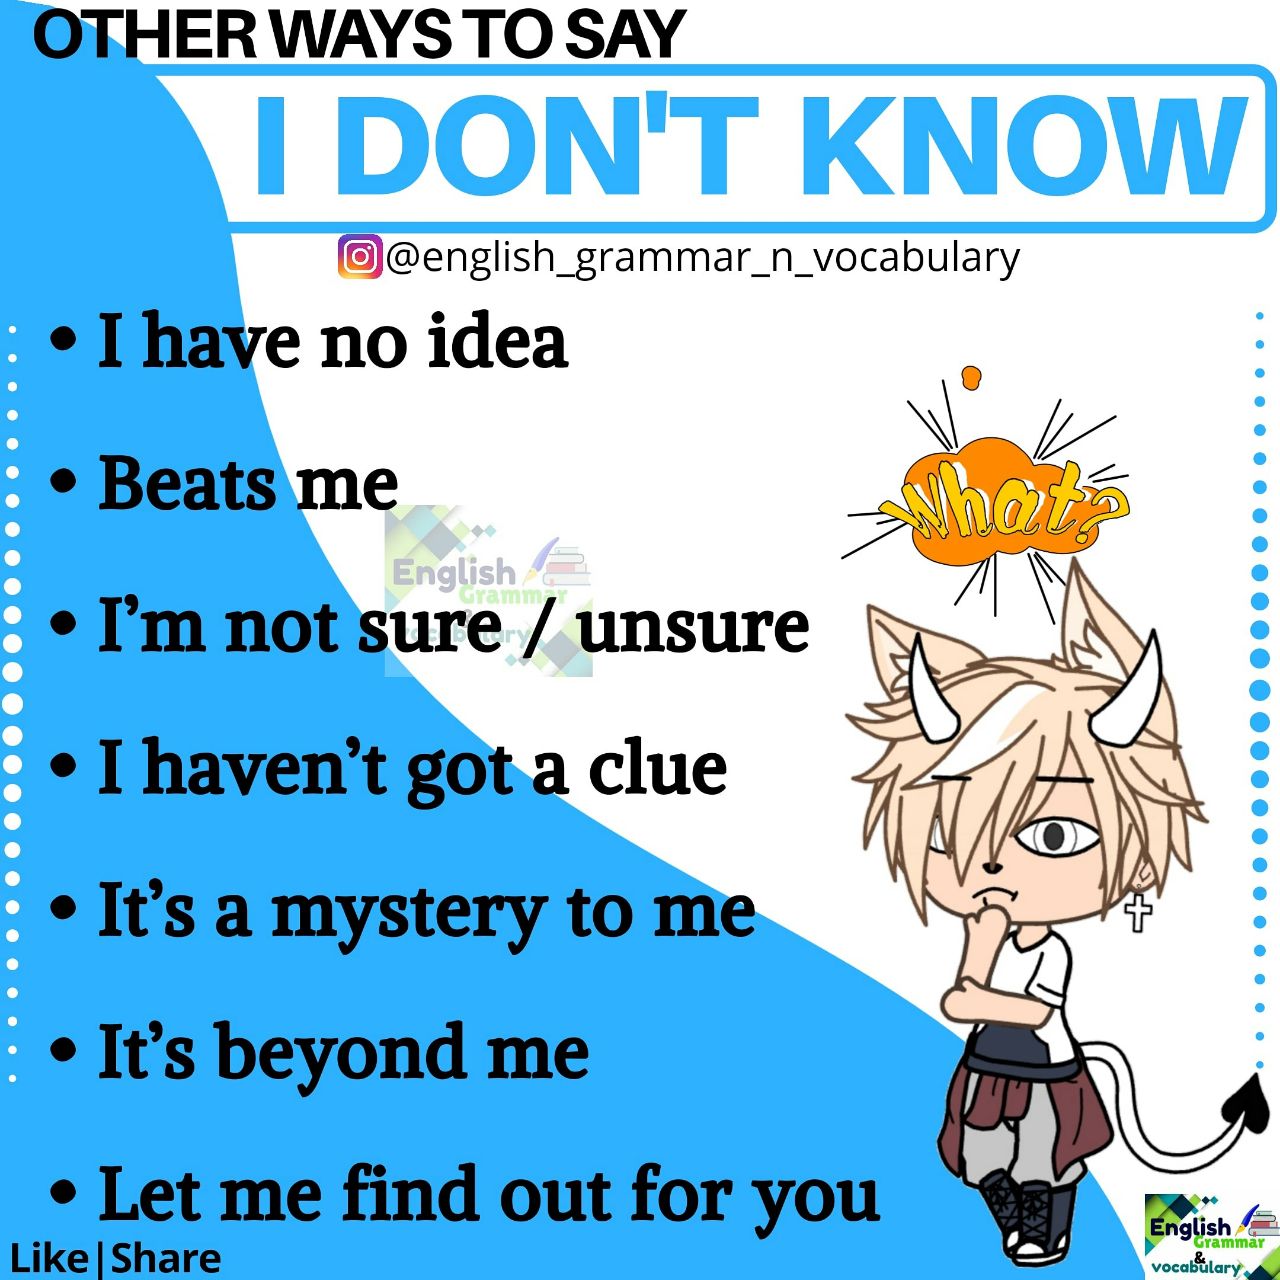 OTHER WAYS TO SAY
I DON'T KNOW
@english_grammar_n_vocabulary
• I have no idea
What?
• Beats me
English
Grammar
&
vocabulary
• I’m not sure / unsure
• I haven’t got a clue
• It’s a mystery to me
• It’s beyond me
• Let me find out for you
Like|Share
English
Grammar
&
vocabulary